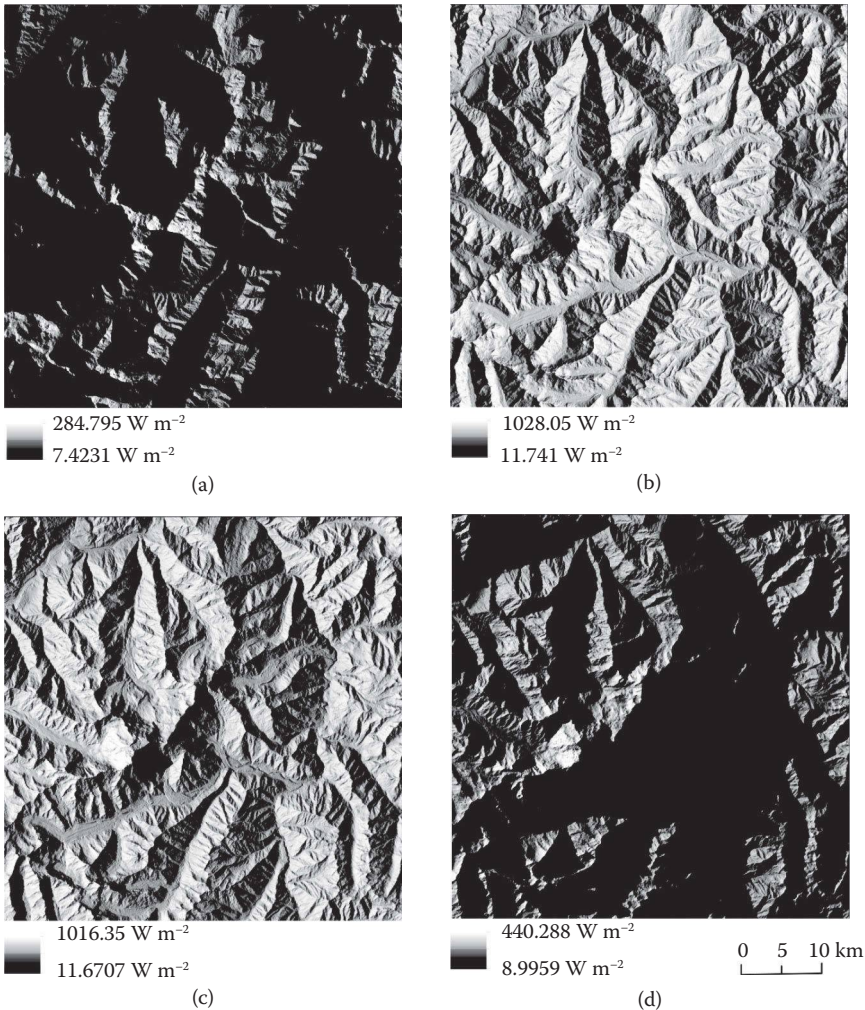 284.795 W m⁻²
7.4231 W m⁻²
(a)
1028.05 W m⁻²
11.741 W m⁻²
(b)
1016.35 W m⁻²
11.6707 W m⁻²
(c)
440.288 W m⁻²
8.9959 W m⁻²
0 5 10 km
(d)